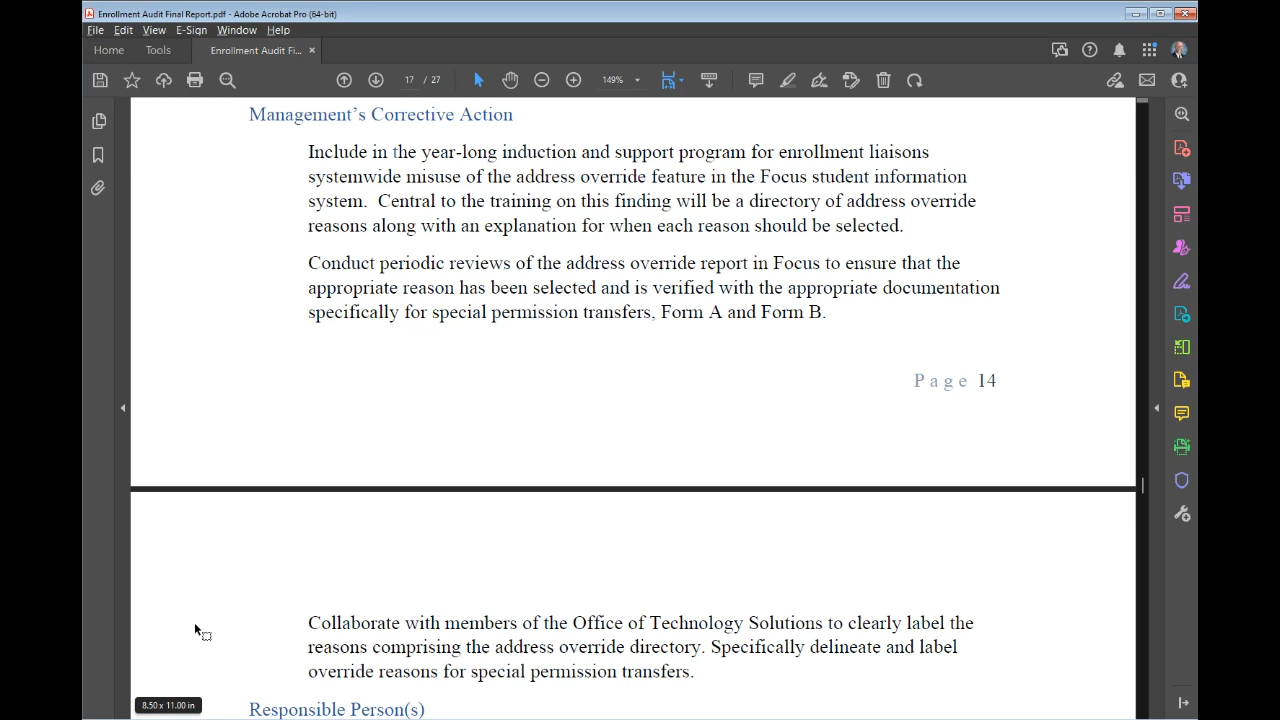 Enrollment Audit Final Report.pdf - Adobe Acrobat Pro (64-bit)
File Edit View E-Sign Window Help
Home Tools Enrollment Audit Fi... ×
17 / 27 149%
Management's Corrective Action
Include in the year-long induction and support program for enrollment liaisons
systemwide misuse of the address override feature in the Focus student information
system. Central to the training on this finding will be a directory of address override
reasons along with an explanation for when each reason should be selected.
Conduct periodic reviews of the address override report in Focus to ensure that the
appropriate reason has been selected and is verified with the appropriate documentation
specifically for special permission transfers, Form A and Form B.
Page 14
Collaborate with members of the Office of Technology Solutions to clearly label the
reasons comprising the address override directory. Specifically delineate and label
override reasons for special permission transfers.
8.50 x 11.00 in
Responsible Person(s)